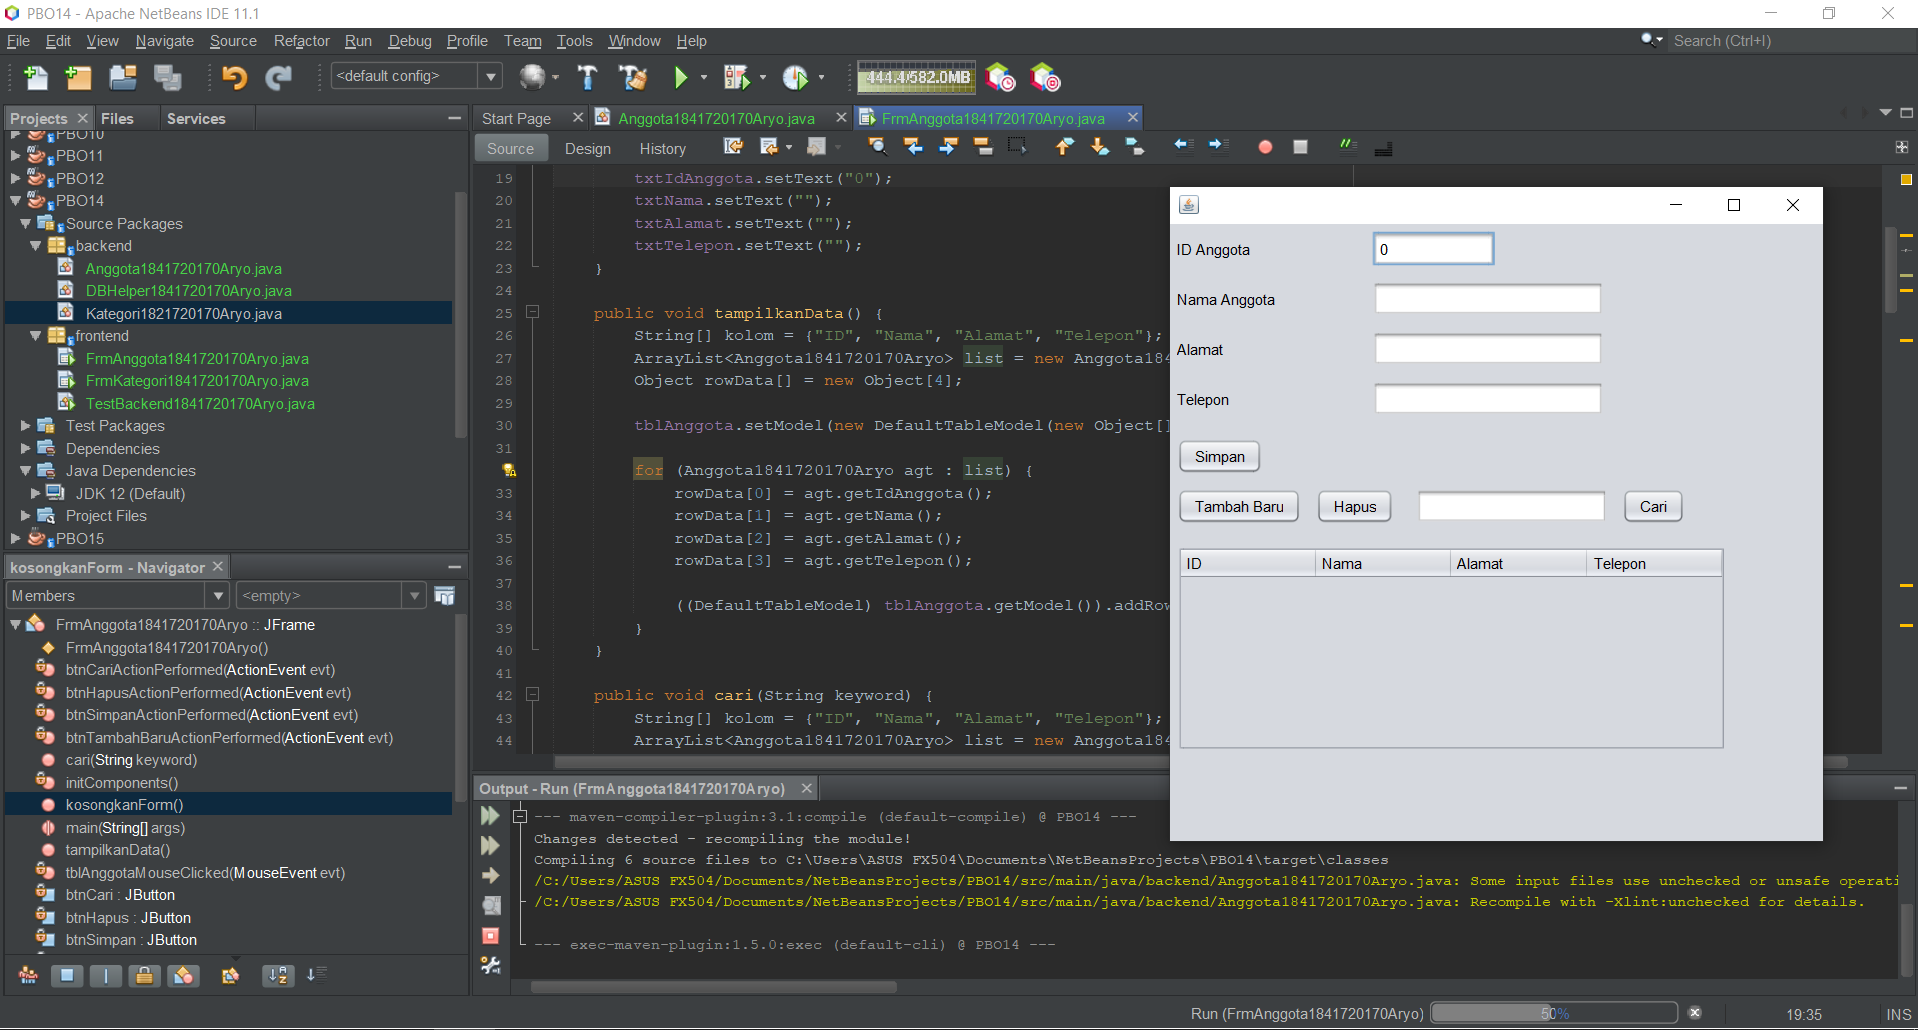 PBO14 - Apache NetBeans IDE 11.1
File Edit View Navigate Source Refactor Run Debug Profile Team Tools Window Help
Search (Ctrl+I)
<default config>
444.4/582.0MB
Projects Files Services
PBO10
PBO11
PBO12
PBO14
Source Packages
backend
Anggota1841720170Aryo.java
DBHelper1841720170Aryo.java
Kategori1821720170Aryo.java
frontend
FrmAnggota1841720170Aryo.java
FrmKategori1841720170Aryo.java
TestBackend1841720170Aryo.java
Test Packages
Dependencies
Java Dependencies
JDK 12 (Default)
Project Files
PBO15
kosongkanForm - Navigator
Members <empty>
FrmAnggota1841720170Aryo :: JFrame
FrmAnggota1841720170Aryo()
btnCariActionPerformed(ActionEvent evt)
btnHapusActionPerformed(ActionEvent evt)
btnSimpanActionPerformed(ActionEvent evt)
btnTambahBaruActionPerformed(ActionEvent evt)
cari(String keyword)
initComponents()
kosongkanForm()
main(String[] args)
tampilkanData()
tblAnggotaMouseClicked(MouseEvent evt)
btnCari : JButton
btnHapus : JButton
btnSimpan : JButton
Start Page Anggota1841720170Aryo.java FrmAnggota1841720170Aryo.java
Source Design History
19 txtIdAnggota.setText("0");
20 txtNama.setText("");
21 txtAlamat.setText("");
22 txtTelepon.setText("");
23 }
24
25 public void tampilkanData() {
26 String[] kolom = {"ID", "Nama", "Alamat", "Telepon"};
27 ArrayList<Anggota1841720170Aryo> list = new Anggota184
28 Object rowData[] = new Object[4];
29
30 tblAnggota.setModel(new DefaultTableModel(new Object[]
31
for (Anggota1841720170Aryo agt : list) {
33 rowData[0] = agt.getIdAnggota();
34 rowData[1] = agt.getNama();
35 rowData[2] = agt.getAlamat();
36 rowData[3] = agt.getTelepon();
37
38 ((DefaultTableModel) tblAnggota.getModel()).addRow
39 }
40 }
41
42 public void cari(String keyword) {
43 String[] kolom = {"ID", "Nama", "Alamat", "Telepon"};
44 ArrayList<Anggota1841720170Aryo> list = new Anggota184
ID Anggota 0
Nama Anggota
Alamat
Telepon
Simpan
Tambah Baru Hapus Cari
ID Nama Alamat Telepon
Output - Run (FrmAnggota1841720170Aryo)
--- maven-compiler-plugin:3.1:compile (default-compile) @ PBO14 ---
Changes detected - recompiling the module!
Compiling 6 source files to C:\Users\ASUS FX504\Documents\NetBeansProjects\PBO14\target\classes
/C:/Users/ASUS FX504/Documents/NetBeansProjects/PBO14/src/main/java/backend/Anggota1841720170Aryo.java: Some input files use unchecked or unsafe operati
/C:/Users/ASUS FX504/Documents/NetBeansProjects/PBO14/src/main/java/backend/Anggota1841720170Aryo.java: Recompile with -Xlint:unchecked for details.
--- exec-maven-plugin:1.5.0:exec (default-cli) @ PBO14 ---
Run (FrmAnggota1841720170Aryo) 50% 19:35 INS